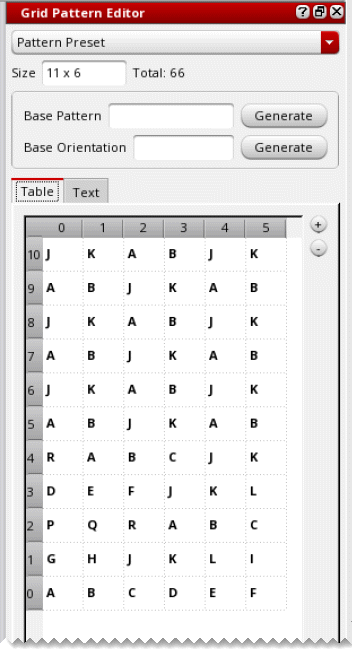 Grid Pattern Editor
Pattern Preset
Size 11 x 6 Total: 66
Base Pattern Generate
Base Orientation Generate
Table Text
0 1 2 3 4 5
10 J K A B J K
9 A B J K A B
8 J K A B J K
7 A B J K A B
6 J K A B J K
5 A B J K A B
4 R A B C J K
3 D E F J K L
2 P Q R A B C
1 G H J K L I
0 A B C D E F